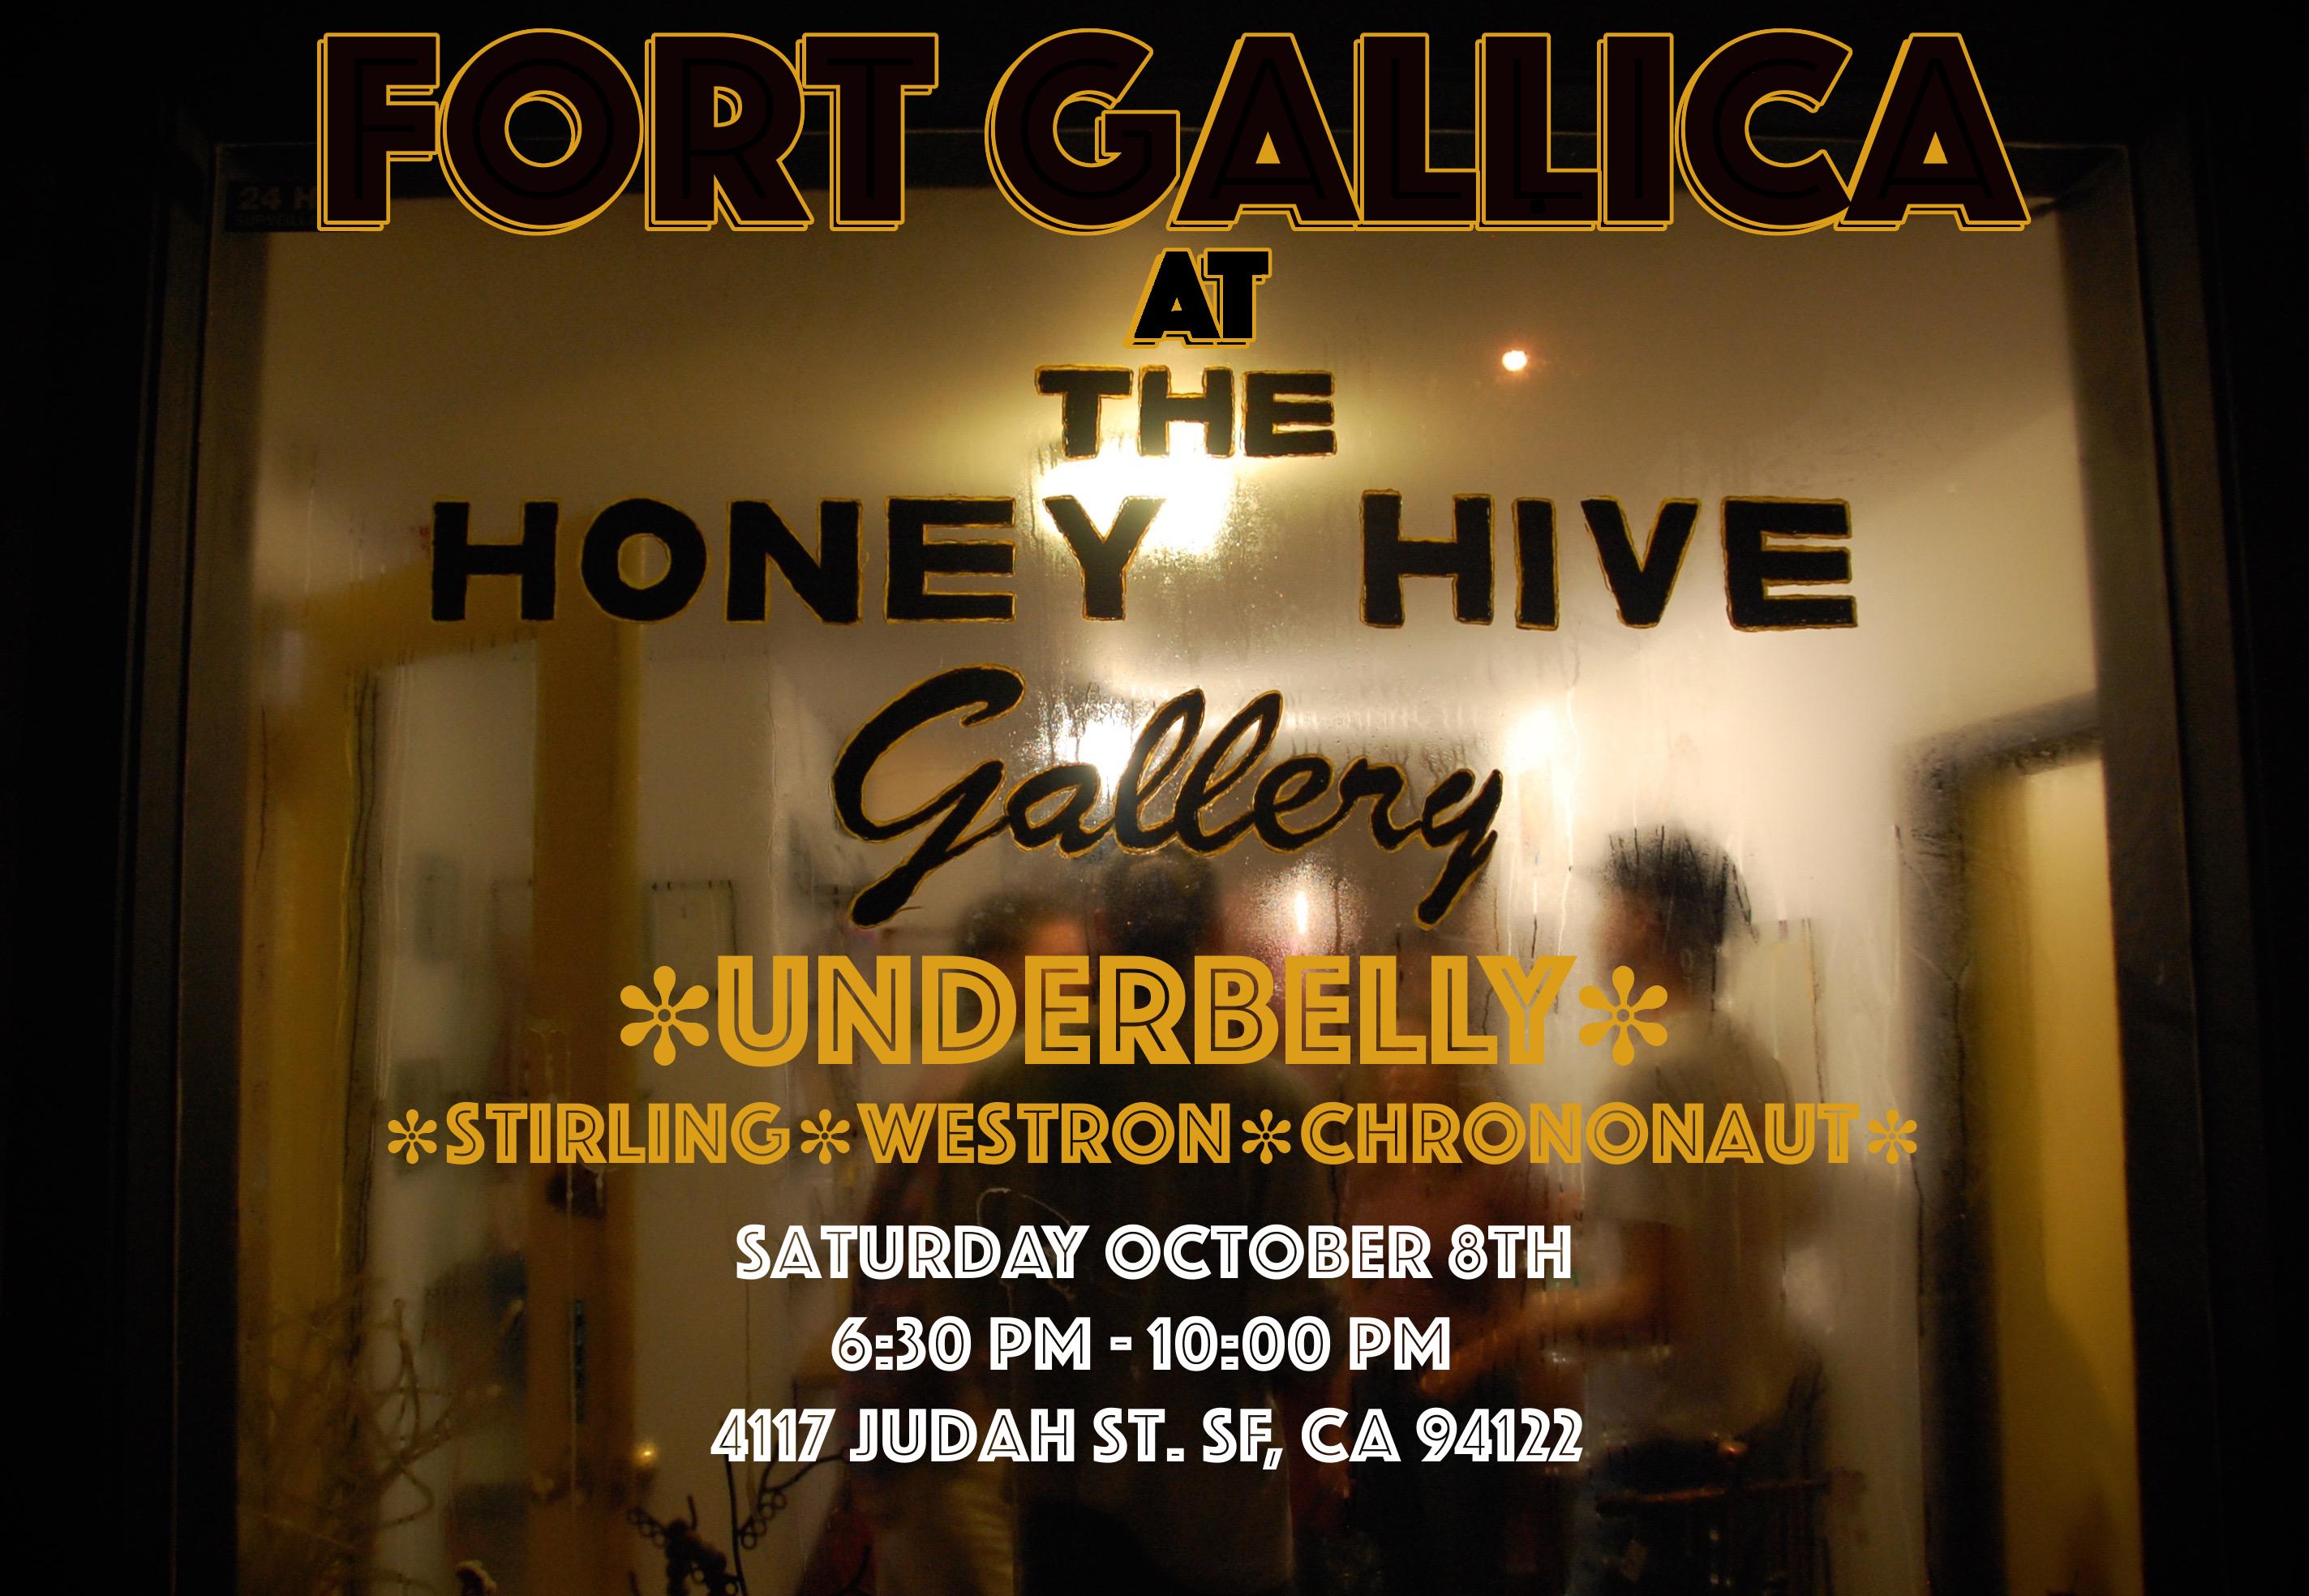 FORT GALLICA
AT
THE
HONEY HIVE
Gallery
*UNDERBELLY*
*STIRLING*WESTRON*CHRONONAUT*
SATURDAY OCTOBER 8TH
6:30 PM - 10:00 PM
4117 JUDAH ST. SF, CA 94122
24 H